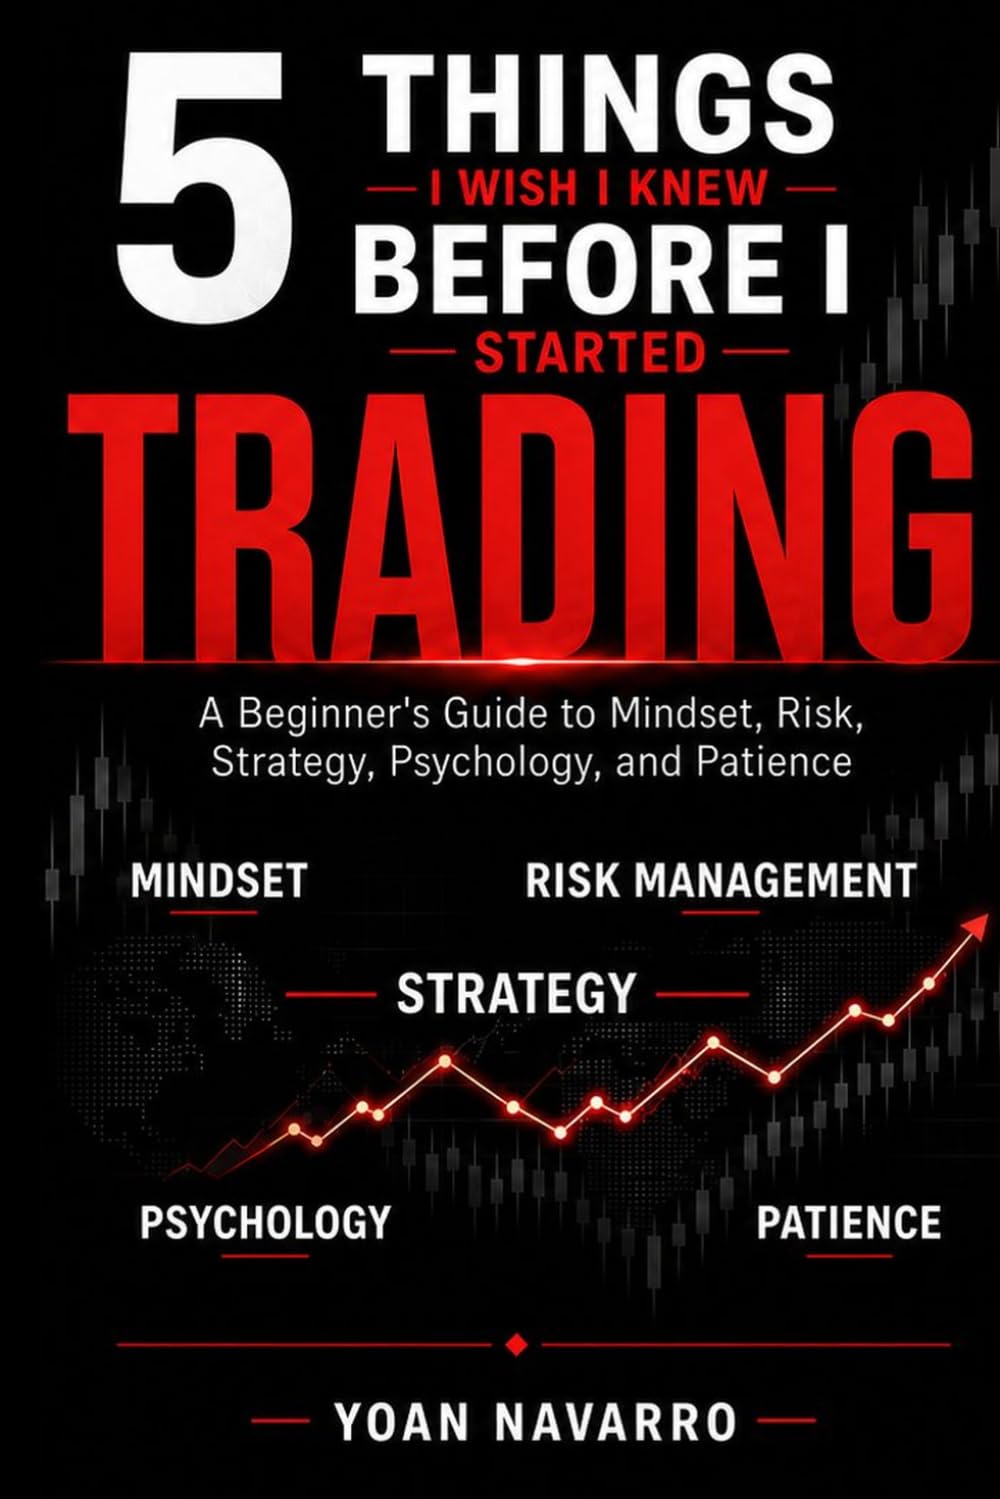 5 THINGS
I WISH I KNEW
BEFORE I
STARTED
TRADING
A Beginner's Guide to Mindset, Risk,
Strategy, Psychology, and Patience
MINDSET
RISK MANAGEMENT
STRATEGY
PSYCHOLOGY
PATIENCE
YOAN NAVARRO